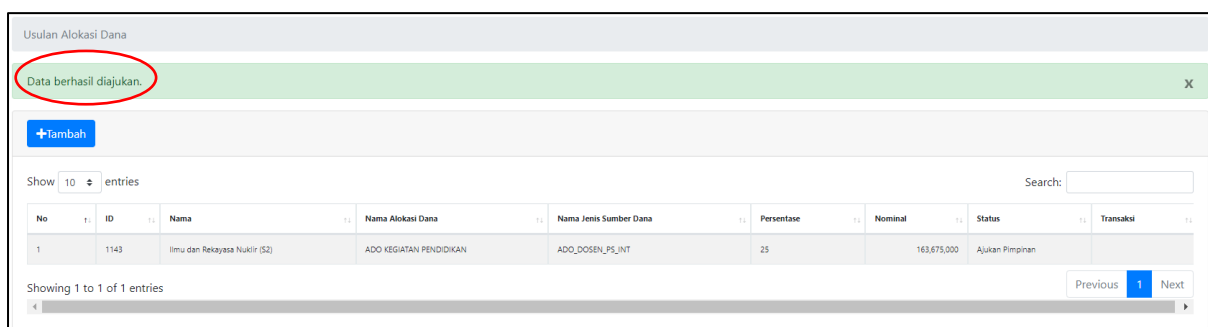 Usulan Alokasi Dana
Data berhasil diajukan.
x
+Tambah
Show 10 entries
Search:
No ID Nama Nama Alokasi Dana Nama Jenis Sumber Dana Persentase Nominal Status Transaksi
1 1143 Ilmu dan Rekayasa Nuklir (S2) ADO KEGIATAN PENDIDIKAN ADO_DOSEN_PS_INT 25 163,675,000 Ajukan Pimpinan
Showing 1 to 1 of 1 entries
Previous 1 Next